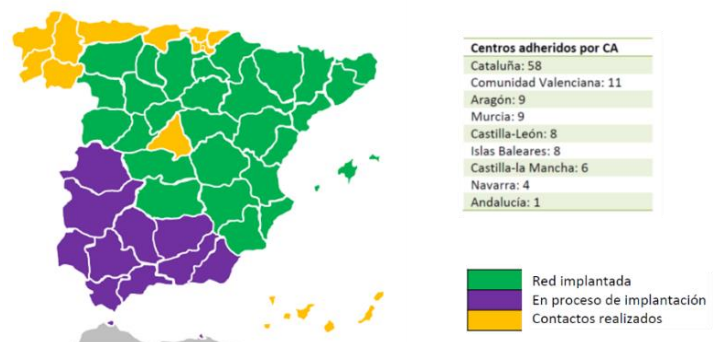 Centros adheridos por CA
Cataluña: 58
Comunidad Valenciana: 11
Aragón: 9
Murcia: 9
Castilla-León: 8
Islas Baleares: 8
Castilla-la Mancha: 6
Navarra: 4
Andalucía: 1
Red implantada
En proceso de implantación
Contactos realizados